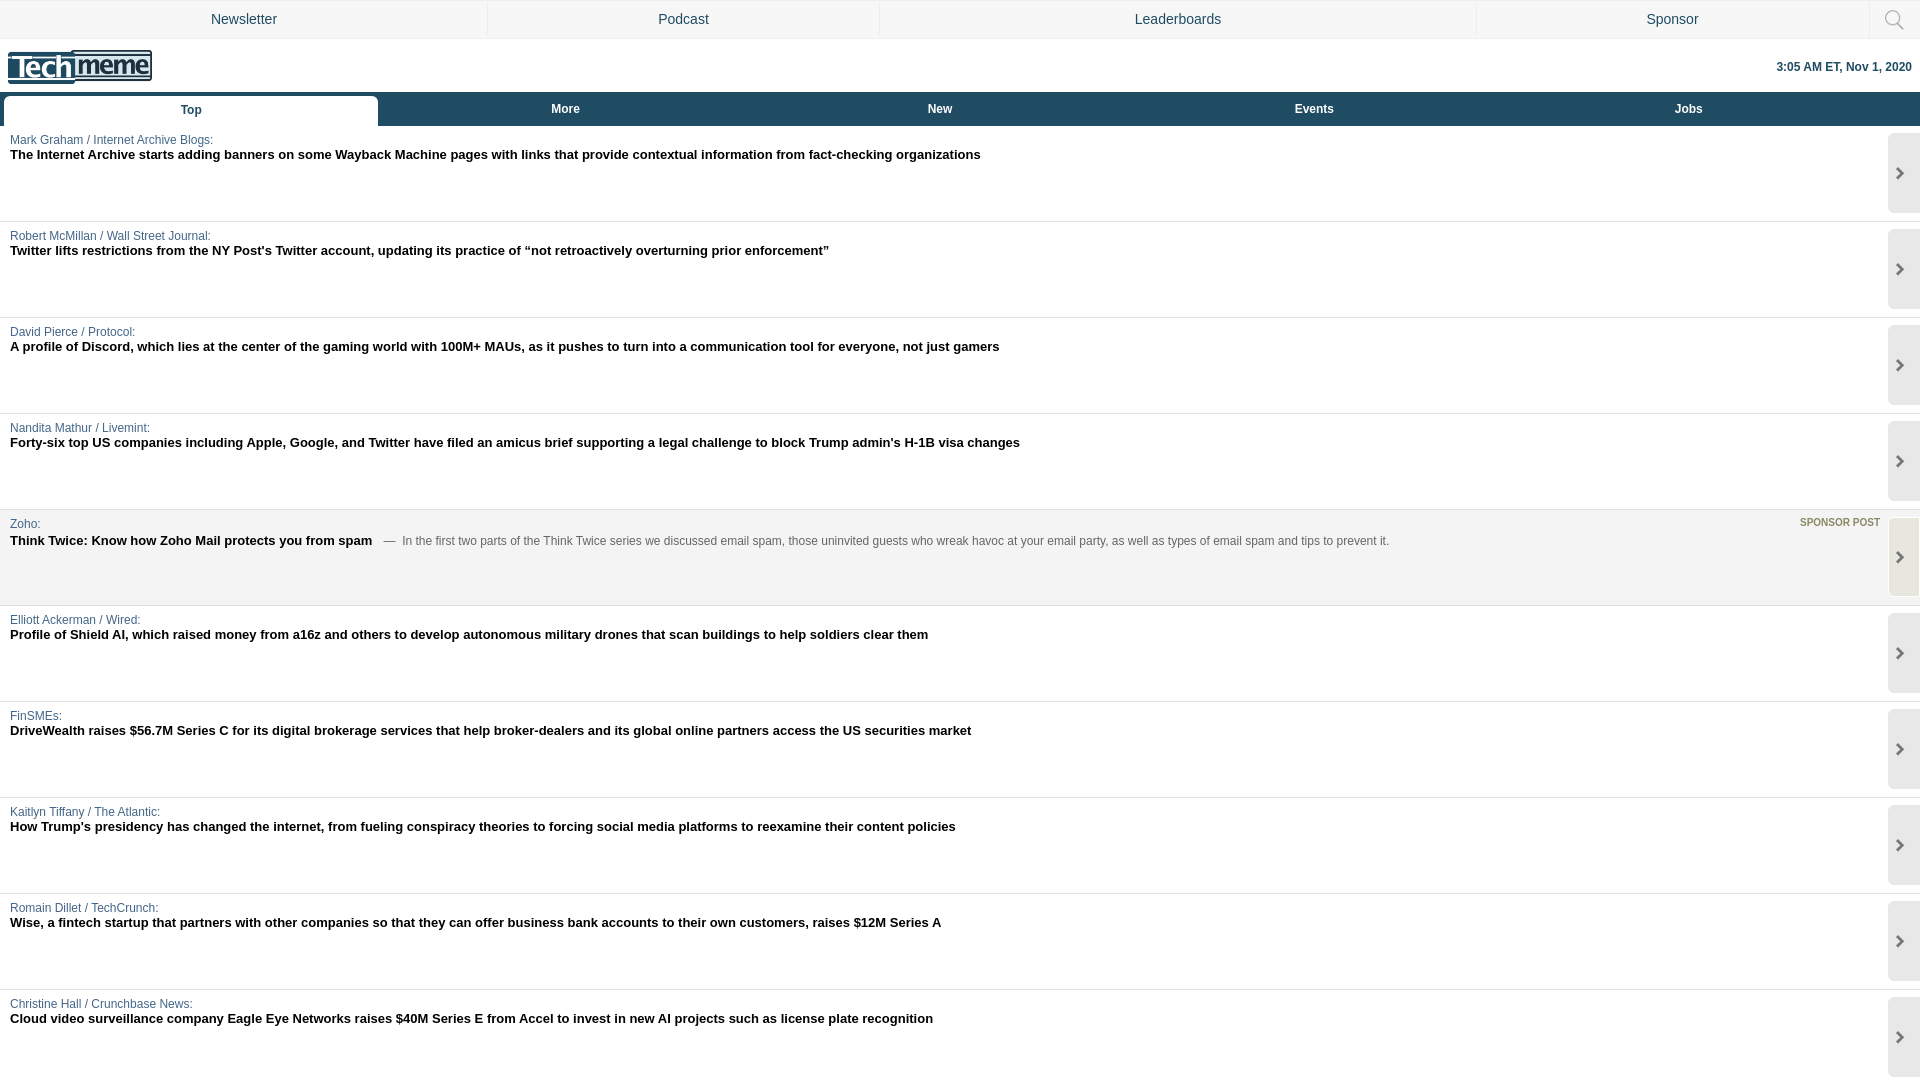 Newsletter
Podcast
Leaderboards
Sponsor
Techmeme
3:05 AM ET, Nov 1, 2020
Top
More
New
Events
Jobs
Mark Graham / Internet Archive Blogs:
The Internet Archive starts adding banners on some Wayback Machine pages with links that provide contextual information from fact-checking organizations
Robert McMillan / Wall Street Journal:
Twitter lifts restrictions from the NY Post's Twitter account, updating its practice of “not retroactively overturning prior enforcement”
David Pierce / Protocol:
A profile of Discord, which lies at the center of the gaming world with 100M+ MAUs, as it pushes to turn into a communication tool for everyone, not just gamers
Nandita Mathur / Livemint:
Forty-six top US companies including Apple, Google, and Twitter have filed an amicus brief supporting a legal challenge to block Trump admin's H-1B visa changes
Zoho:
SPONSOR POST
Think Twice: Know how Zoho Mail protects you from spam — In the first two parts of the Think Twice series we discussed email spam, those uninvited guests who wreak havoc at your email party, as well as types of email spam and tips to prevent it.
Elliott Ackerman / Wired:
Profile of Shield AI, which raised money from a16z and others to develop autonomous military drones that scan buildings to help soldiers clear them
FinSMEs:
DriveWealth raises $56.7M Series C for its digital brokerage services that help broker-dealers and its global online partners access the US securities market
Kaitlyn Tiffany / The Atlantic:
How Trump's presidency has changed the internet, from fueling conspiracy theories to forcing social media platforms to reexamine their content policies
Romain Dillet / TechCrunch:
Wise, a fintech startup that partners with other companies so that they can offer business bank accounts to their own customers, raises $12M Series A
Christine Hall / Crunchbase News:
Cloud video surveillance company Eagle Eye Networks raises $40M Series E from Accel to invest in new AI projects such as license plate recognition